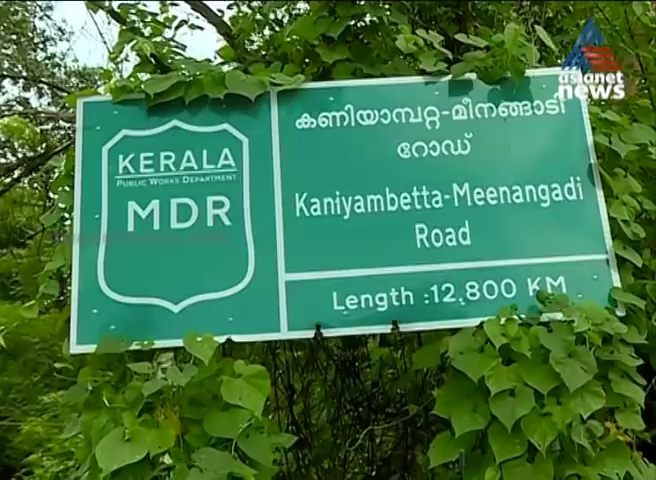 asianet
news
KERALA
PUBLIC WORKS DEPARTMENT
MDR
കണിയാമ്പറ്റ-മീനങ്ങാടി
റോഡ്
Kaniyambetta-Meenangadi
Road
Length :12.800 KM